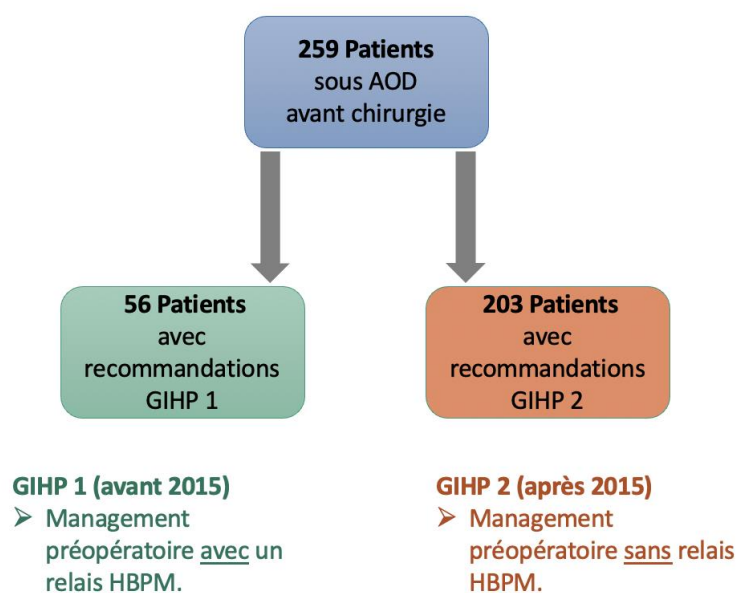 259 Patients
sous AOD
avant chirurgie
56 Patients
avec
recommandations
GIHP 1
203 Patients
avec
recommandations
GIHP 2
GIHP 1 (avant 2015)
➢ Management
préopératoire avec un
relais HBPM.
GIHP 2 (après 2015)
➢ Management
préopératoire sans relais
HBPM.